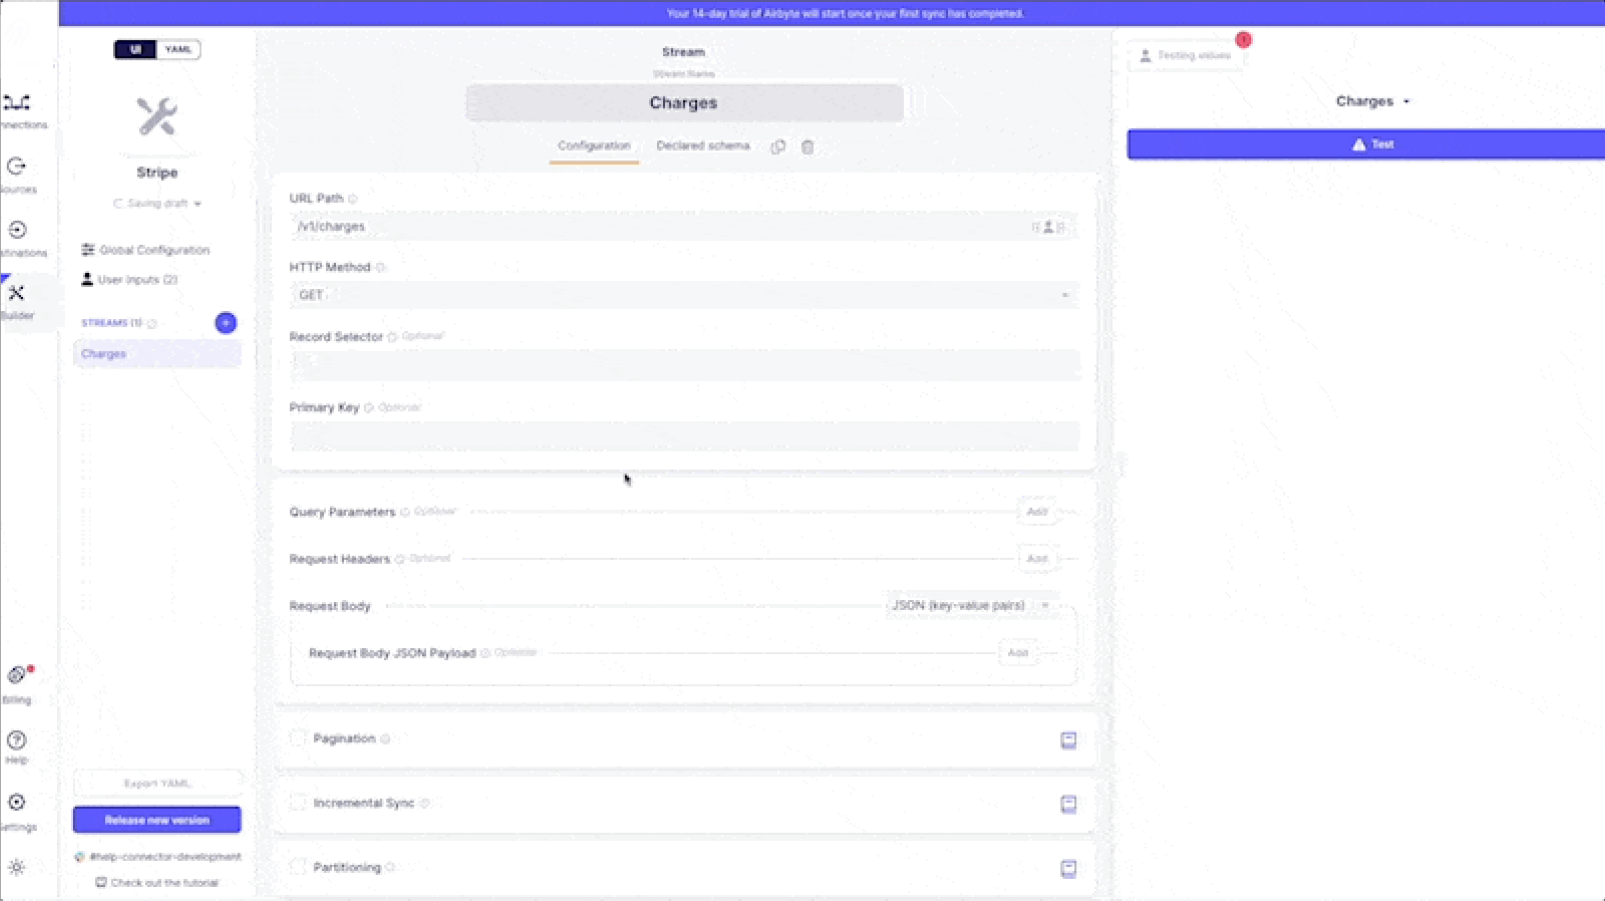 Your 14-day trial of Airbyte will start once your first sync has completed.
UI YAML
Stripe
Saving draft
Global Configuration
User Inputs (2)
STREAMS (1)
Charges
Export YAML
Release new version
#help-connector-development
Check out the tutorial
nnections
ources
stinations
Builder
Billing
Help
ettings
Stream
Stream Name
Charges
Configuration
Declared schema
URL Path
/v1/charges
HTTP Method
GET
Record Selector Optional
Primary Key Optional
Query Parameters Optional Add
Request Headers Optional Add
Request Body JSON (key-value pairs)
Request Body JSON Payload Optional Add
Pagination
Incremental Sync
Partitioning
Testing values
Charges
Test